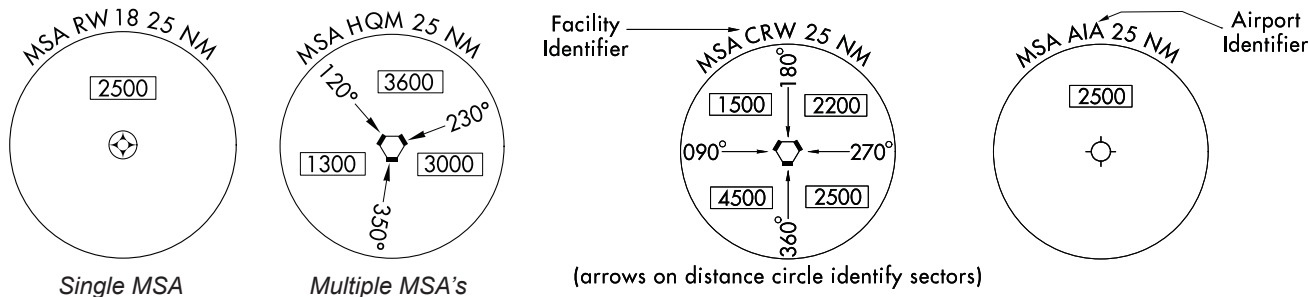 MSA RW 18 25 NM
2500
Single MSA
MSA HQM 25 NM
120°
3600
230°
1300
3000
350°
Multiple MSA's
Facility
Identifier
MSA CRW 25 NM
180°
1500
2200
090°
270°
4500
2500
360°
(arrows on distance circle identify sectors)
Airport
Identifier
MSA AIA 25 NM
2500